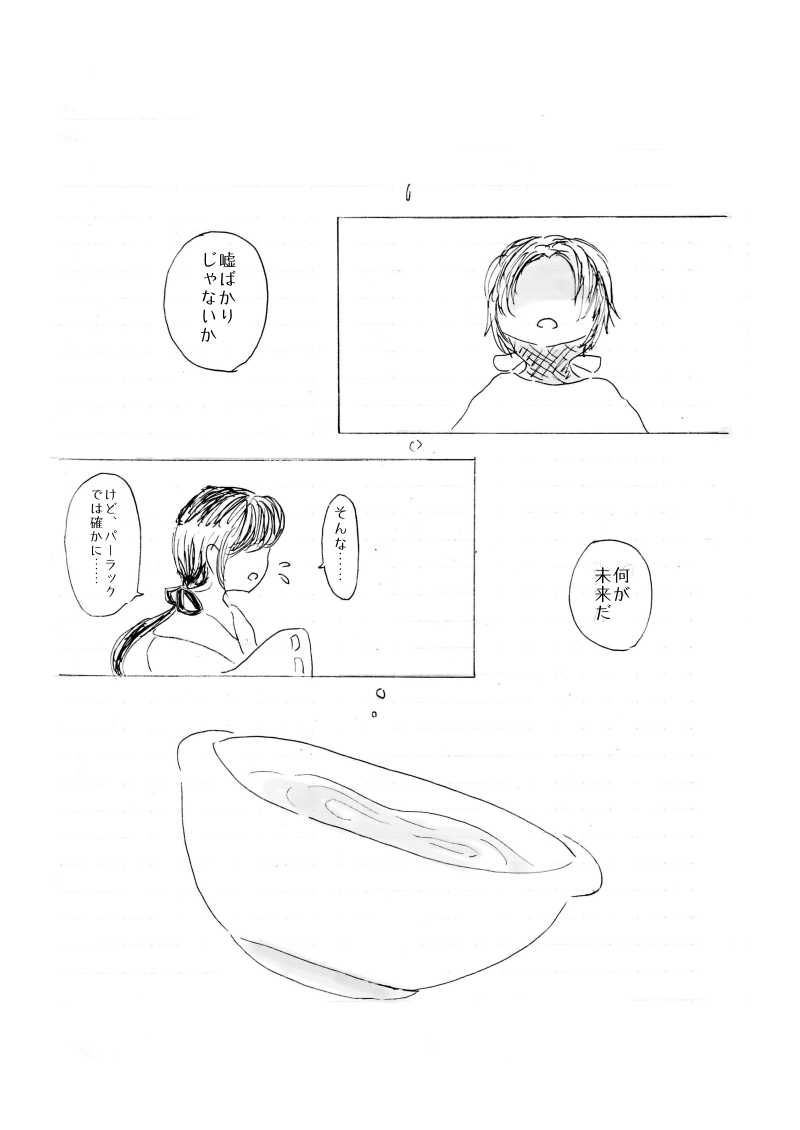 嘘ばかり
じゃないか
何が
未来だ
そんな……
けど、パーラック
では確かに……